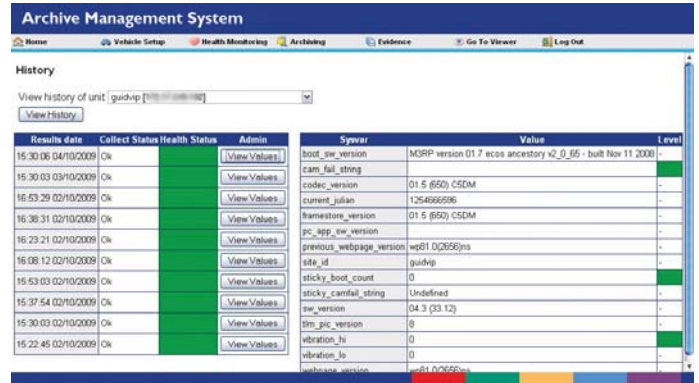 Archive Management System
Home Vehicle Setup Health Monitoring Archiving Evidence Go To Viewer Log Out
History
View history of unit guidvip
View History
Results date Collect Status Health Status Admin
15:30:06 04/10/2009 Ok View Values
15:30:03 03/10/2009 Ok View Values
16:53:29 02/10/2009 Ok View Values
16:38:31 02/10/2009 Ok View Values
16:23:21 02/10/2009 Ok View Values
16:08:12 02/10/2009 Ok View Values
15:53:03 02/10/2009 Ok View Values
15:37:54 02/10/2009 Ok View Values
15:30:03 02/10/2009 Ok View Values
15:22:45 02/10/2009 Ok View Values
Sysvar Value Level
boot_sw_version M3RP version 01.7 ecos ancestory v2_0_65 - built Nov 11 2008 -
cam_fail_string
codec_version 01.5 (650) CSDM -
current_julian 1254666596 -
framestore_version 01.5 (650) CSDM -
pc_app_sw_version -
previous_webpage_version wp81.0(2656)ns -
site_id guidvip -
sticky_boot_count 0
sticky_camfail_string Undefined -
sw_version 04.3 (33.12) -
tlm_pic_version 8 -
vibration_hi 0
vibration_lo 0 -
webpage_version wp81.0(2656)ns